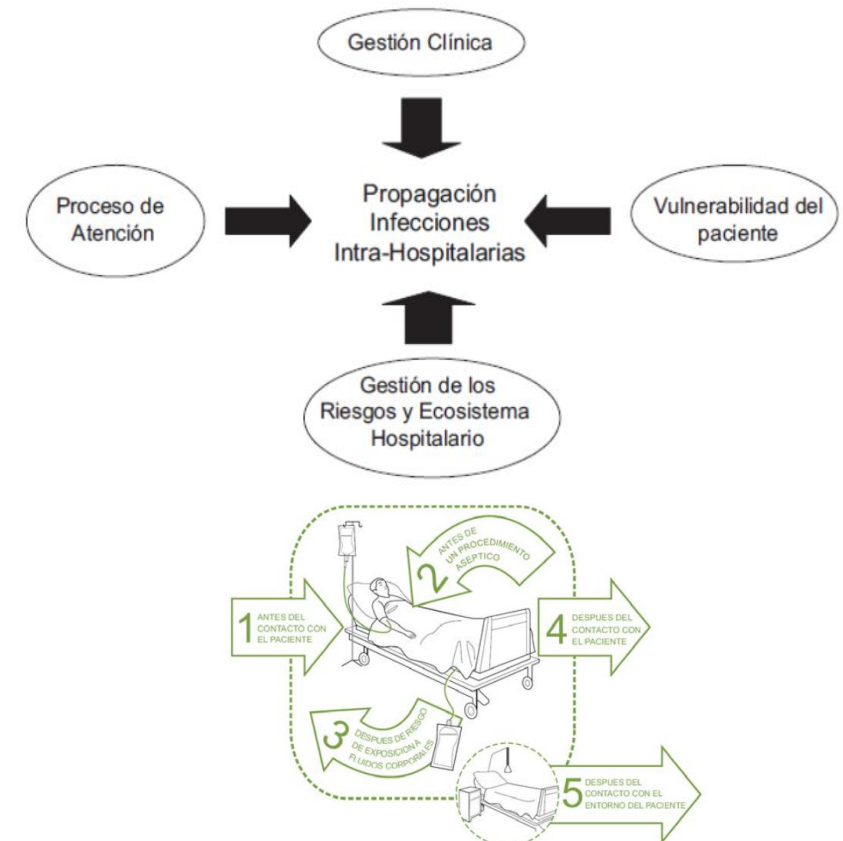 Gestión Clínica
Proceso de
Atención
Propagación
Infecciones
Intra-Hospitalarias
Vulnerabilidad del
paciente
Gestión de los
Riesgos y Ecosistema
Hospitalario
1
ANTES DEL
CONTACTO CON
EL PACIENTE
2
ANTES DE
UN PROCEDIMIENTO
ASEPTICO
3
DESPUES DE RIESGO
DE EXPOSICION A
FLUIDOS CORPORALES
4
DESPUES DEL
CONTACTO CON
EL PACIENTE
5
DESPUES DEL
CONTACTO CON EL
ENTORNO DEL PACIENTE